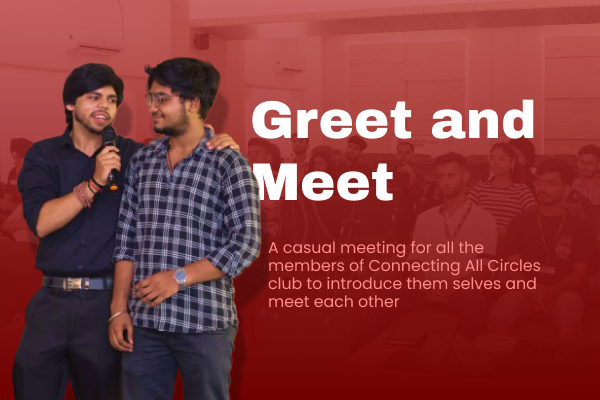 Greet and
Meet
A casual meeting for all the
members of Connecting All Circles
club to introduce them selves and
meet each other